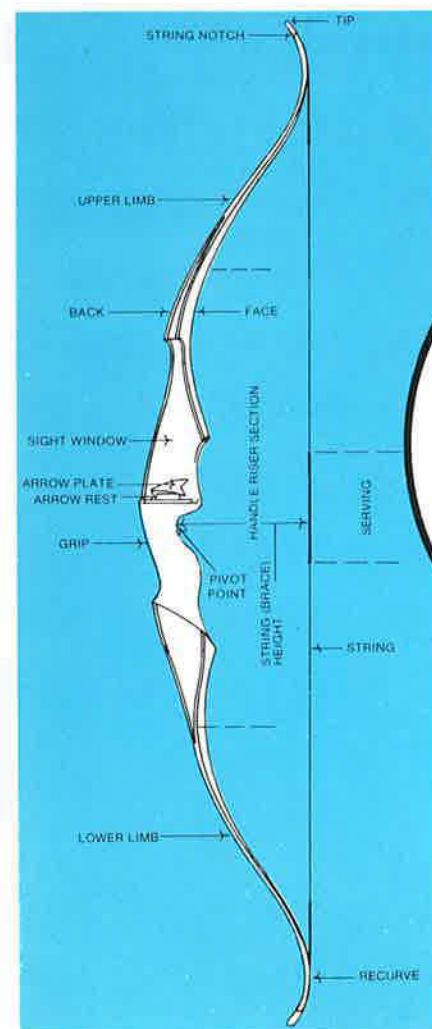 TIP
STRING NOTCH
UPPER LIMB
BACK
FACE
SIGHT WINDOW
HANDLE RISER SECTION
ARROW PLATE
ARROW REST
SERVING
GRIP
PIVOT
POINT
STRING (BRACE)
HEIGHT
STRING
LOWER LIMB
RECURVE